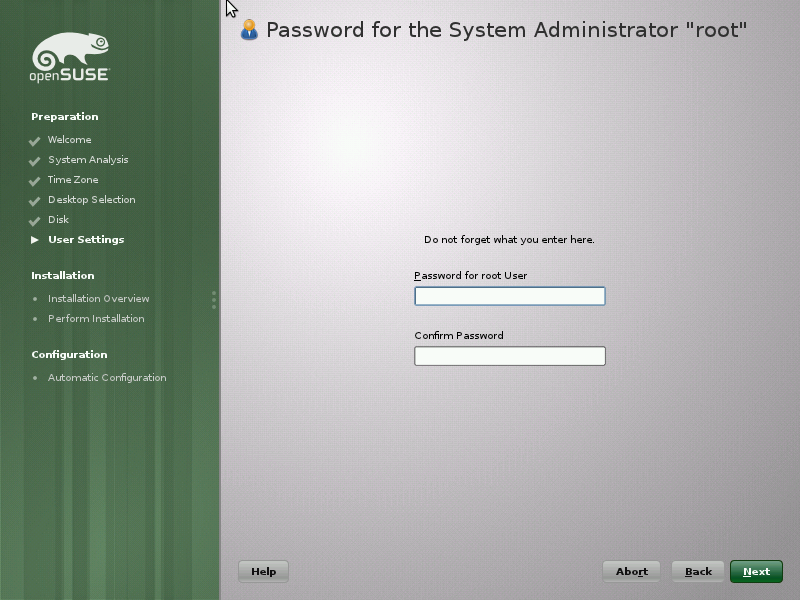 openSUSE
Preparation
Welcome
System Analysis
Time Zone
Desktop Selection
Disk
User Settings
Installation
Installation Overview
Perform Installation
Configuration
Automatic Configuration
Password for the System Administrator "root"
Do not forget what you enter here.
Password for root User
Confirm Password
Help
Abort
Back
Next